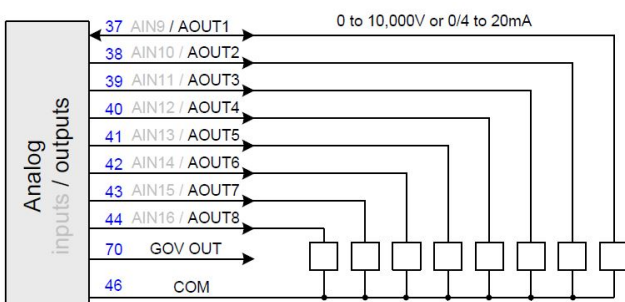 0 to 10,000V or 0/4 to 20mA
37 AIN9 / AOUT1
38 AIN10 / AOUT2
39 AIN11 / AOUT3
40 AIN12 / AOUT4
41 AIN13 / AOUT5
42 AIN14 / AOUT6
43 AIN15 / AOUT7
44 AIN16 / AOUT8
70 GOV OUT
46 COM
Analog
inputs / outputs